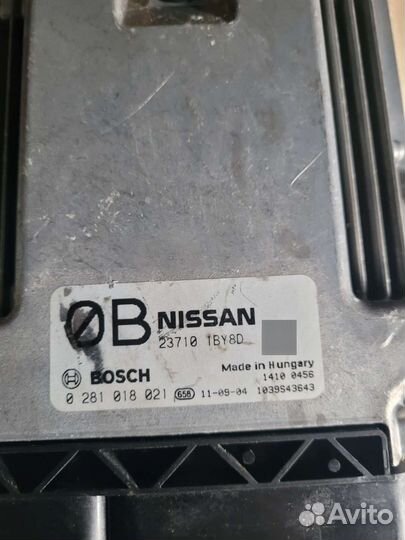 0B NISSAN
23710 1BY8D
BOSCH
Made in Hungary
1410 0456
0 281 018 021 658 11-09-04 1039S43643
Avito